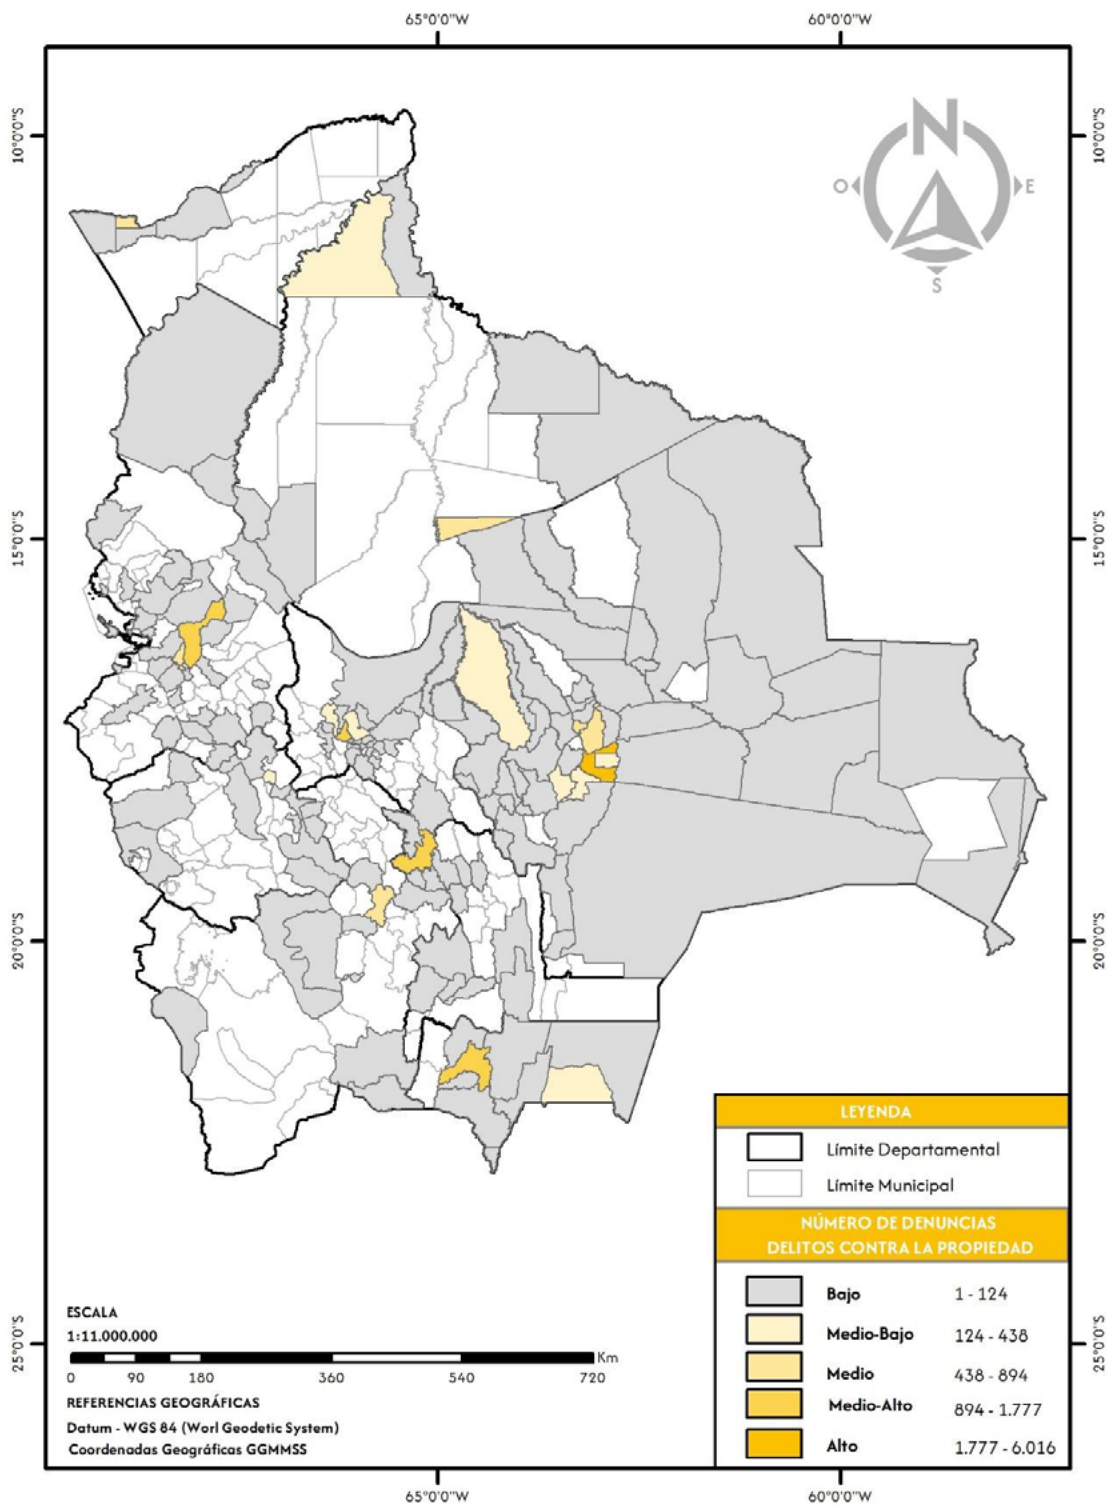 65°0'0"W
60°0'0"W
10°0'0"S
10°0'0"S
N
O
E
S
15°0'0"S
15°0'0"S
20°0'0"S
20°0'0"S
LEYENDA
Límite Departamental
Límite Municipal
NÚMERO DE DENUNCIAS
DELITOS CONTRA LA PROPIEDAD
Bajo 1 - 124
Medio-Bajo 124 - 438
Medio 438 - 894
Medio-Alto 894 - 1.777
Alto 1.777 - 6.016
ESCALA
1:11.000.000
Km
0 90 180 360 540 720
REFERENCIAS GEOGRÁFICAS
Datum - WGS 84 (Worl Geodetic System)
Coordenadas Geográficas GGMMSS
25°0'0"S
25°0'0"S
65°0'0"W
60°0'0"W